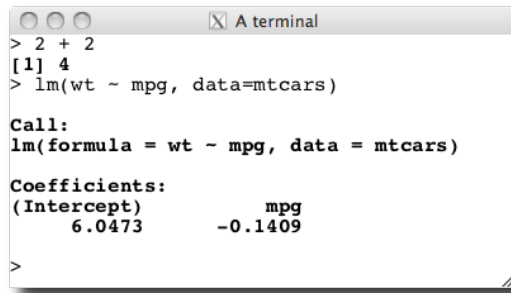 A terminal
> 2 + 2
[1] 4
> lm(wt ~ mpg, data=mtcars)
Call:
lm(formula = wt ~ mpg, data = mtcars)
Coefficients:
(Intercept)          mpg
     6.0473      -0.1409
>